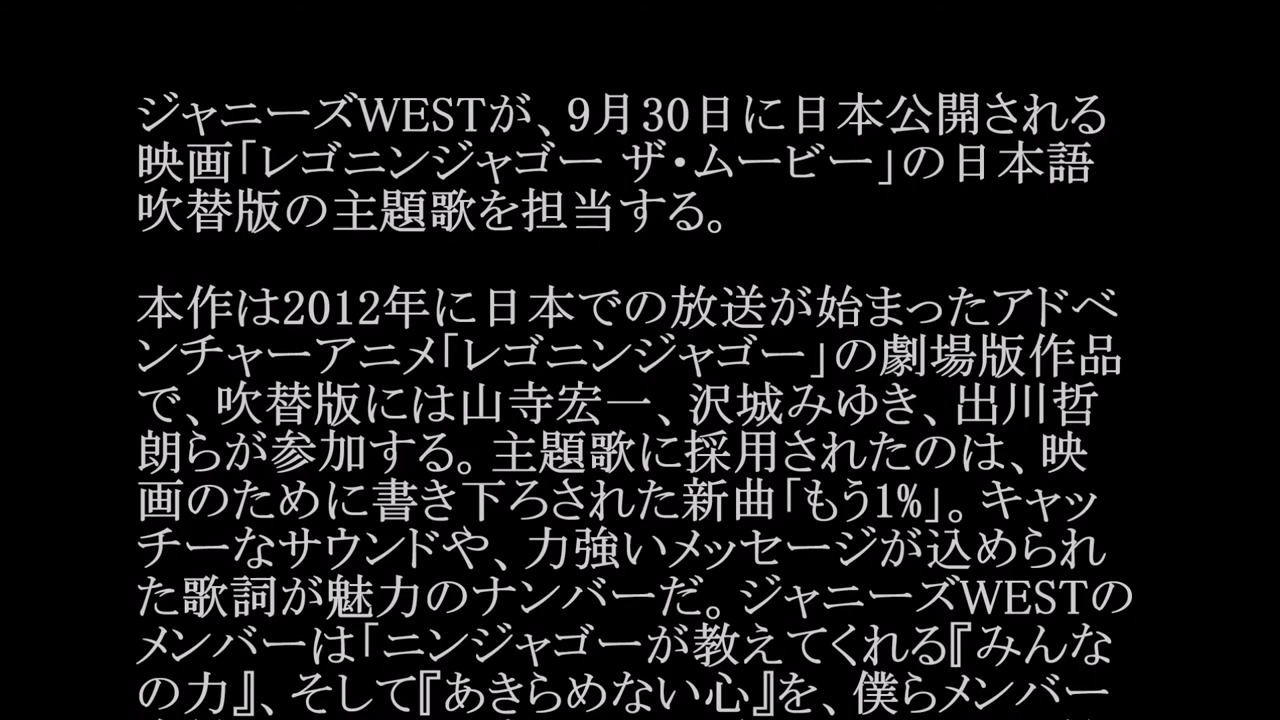 ジャニーズWESTが、9月30日に日本公開される
映画「レゴニンジャゴー ザ・ムービー」の日本語
吹替版の主題歌を担当する。
本作は2012年に日本での放送が始まったアドベ
ンチャーアニメ「レゴニンジャゴー」の劇場版作品
で、吹替版には山寺宏一、沢城みゆき、出川哲
朗らが参加する。主題歌に採用されたのは、映
画のために書き下ろされた新曲「もう1%」。キャッ
チーなサウンドや、力強いメッセージが込められ
た歌詞が魅力のナンバーだ。ジャニーズWESTの
メンバーは「ニンジャゴーが教えてくれる『みんな
の力』、そして『あきらめない心』を、僕らメンバー